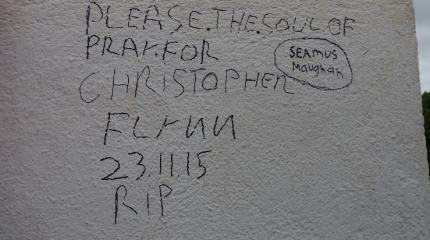 PLEASE.THE.SOUL.OF
PRAY.FOR
SEAMUS
Maughan
CHRISTOPHER
FLYNN
23.11.15
RIP